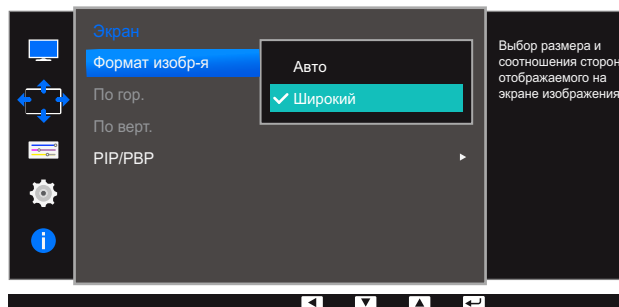 Экран
Формат изобр-я
Авто
Широкий
По гор.
По верт.
PIP/PBP
Выбор размера и
соотношения сторон
отображаемого на
экране изображения